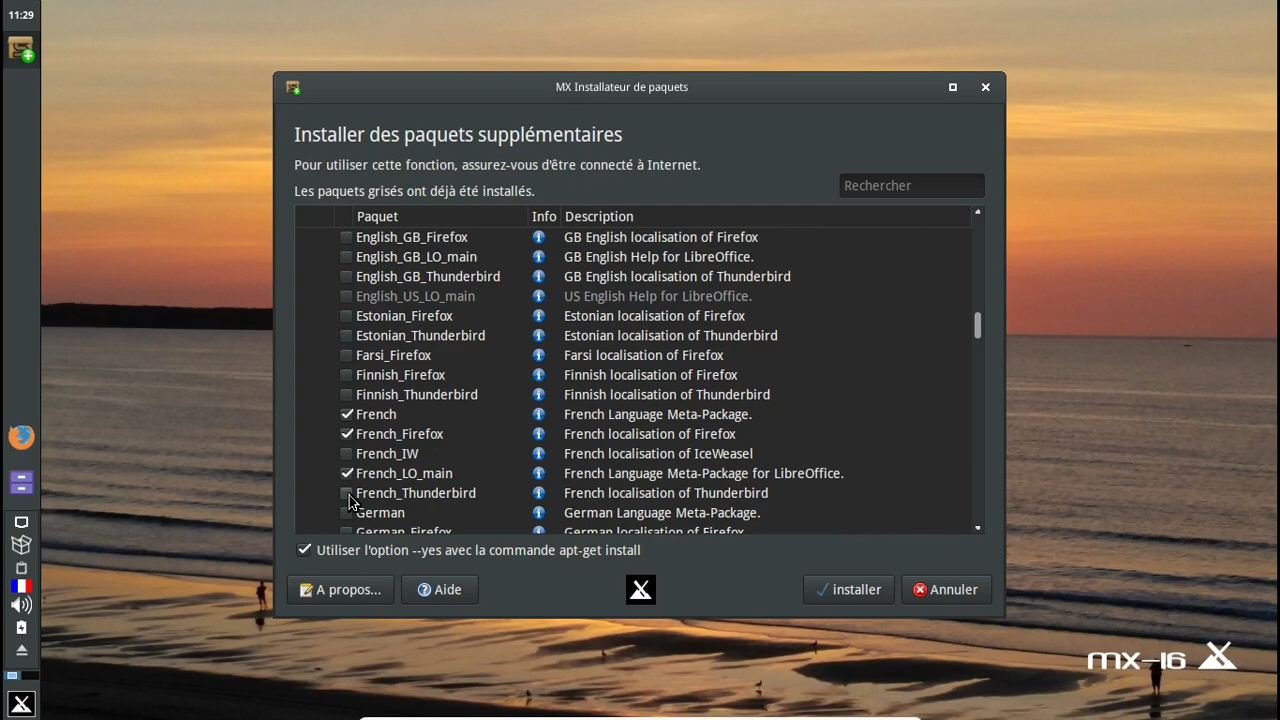 11:29
MX Installateur de paquets
Installer des paquets supplémentaires
Pour utiliser cette fonction, assurez-vous d'être connecté à Internet.
Rechercher
Les paquets grisés ont déjà été installés.
Paquet Info Description
English_GB_Firefox GB English localisation of Firefox
English_GB_LO_main GB English Help for LibreOffice.
English_GB_Thunderbird GB English localisation of Thunderbird
English_US_LO_main US English Help for LibreOffice.
Estonian_Firefox Estonian localisation of Firefox
Estonian_Thunderbird Estonian localisation of Thunderbird
Farsi_Firefox Farsi localisation of Firefox
Finnish_Firefox Finnish localisation of Firefox
Finnish_Thunderbird Finnish localisation of Thunderbird
French French Language Meta-Package.
French_Firefox French localisation of Firefox
French_IW French localisation of IceWeasel
French_LO_main French Language Meta-Package for LibreOffice.
French_Thunderbird French localisation of Thunderbird
German German Language Meta-Package.
German_Firefox German localisation of Firefox
Utiliser l'option --yes avec la commande apt-get install
A propos... Aide installer Annuler
mx-16